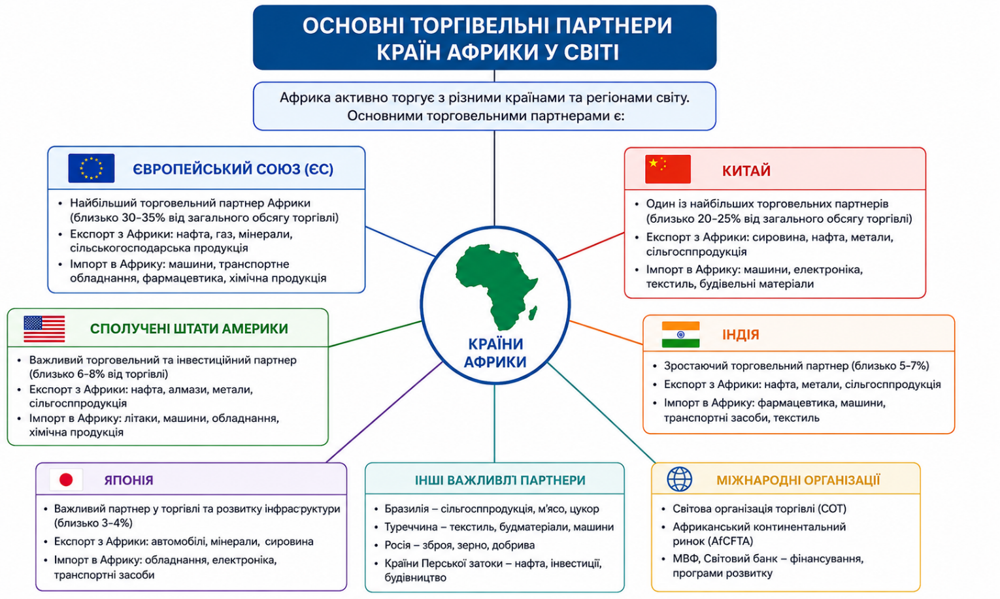 ОСНОВНІ ТОРГІВЕЛЬНІ ПАРТНЕРИ
КРАЇН АФРИКИ У СВІТІ
Африка активно торгує з різними країнами та регіонами світу.
Основними торговельними партнерами є:
ЄВРОПЕЙСЬКИЙ СОЮЗ (ЄС)
• Найбільший торговельний партнер Африки
(близько 30–35% від загального обсягу торгівлі)
• Експорт з Африки: нафта, газ, мінерали,
сільськогосподарська продукція
• Імпорт в Африку: машини, транспортне
обладнання, фармацевтика, хімічна продукція
КИТАЙ
• Один із найбільших торговельних партнерів
(близько 20–25% від загального обсягу торгівлі)
• Експорт з Африки: сировина, нафта, метали,
сільгосппродукція
• Імпорт в Африку: машини, електроніка,
текстиль, будівельні матеріали
КРАЇНИ
АФРИКИ
СПОЛУЧЕНІ ШТАТИ АМЕРИКИ
• Важливий торговельний та інвестиційний партнер
(близько 6–8% від торгівлі)
• Експорт з Африки: нафта, алмази, метали,
сільгосппродукція
• Імпорт в Африку: літаки, машини, обладнання,
хімічна продукція
ІНДІЯ
• Зростаючий торговельний партнер (близько 5–7%)
• Експорт з Африки: нафта, метали, сільгосппродукція
• Імпорт в Африку: фармацевтика, машини,
транспортні засоби, текстиль
ЯПОНІЯ
• Важливий партнер у торгівлі та розвитку інфраструктури
(близько 3–4%)
• Експорт з Африки: автомобілі, мінерали, сировина
• Імпорт в Африку: обладнання, електроніка,
транспортні засоби
ІНШІ ВАЖЛИВІ ПАРТНЕРИ
• Бразилія – сільгосппродукція, м'ясо, цукор
• Туреччина – текстиль, будматеріали, машини
• Росія – зброя, зерно, добрива
• Країни Перської затоки – нафта, інвестиції,
будівництво
МІЖНАРОДНІ ОРГАНІЗАЦІЇ
• Світова організація торгівлі (СОТ)
• Африканський континентальний
ринок (AfCFTA)
• МВФ, Світовий банк – фінансування,
програми розвитку